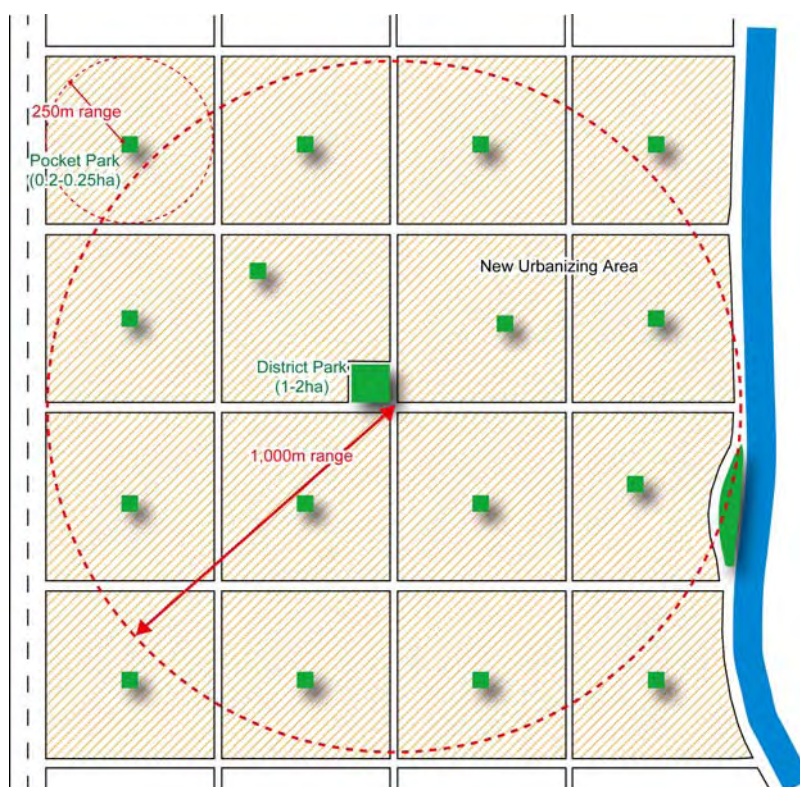 250m range
Pocket Park
(0.2-0.25ha)
New Urbanizing Area
District Park
(1-2ha)
1,000m range